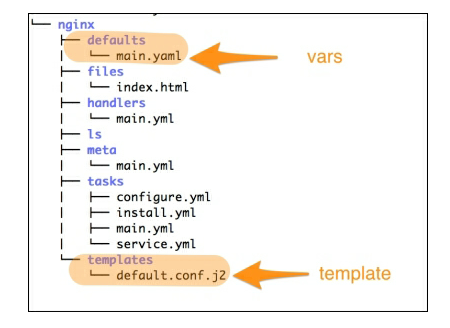 nginx
defaults
main.yaml
vars
files
index.html
handlers
main.yml
ls
meta
main.yml
tasks
configure.yml
install.yml
main.yml
service.yml
templates
default.conf.j2
template